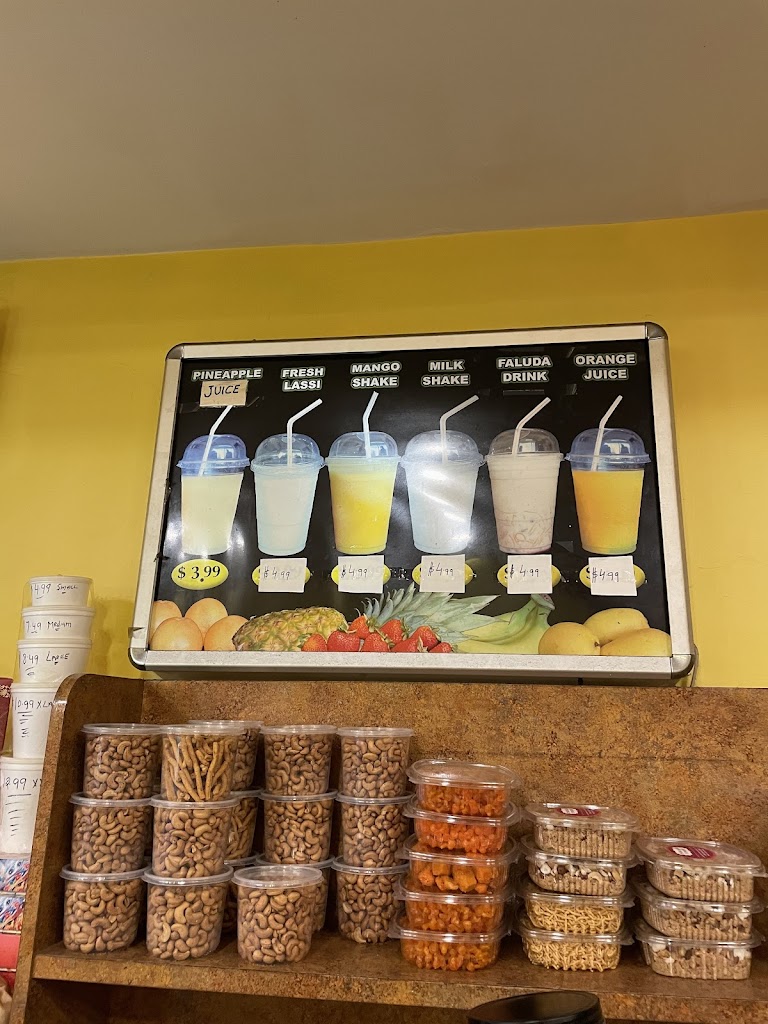 PINEAPPLE
JUICE
FRESH
LASSI
MANGO
SHAKE
MILK
SHAKE
FALUDA
DRINK
ORANGE
JUICE
$3.99
$4.99
$4.99
$4.99
$4.99
$4.99
4.99 SMALL
7.49 MEDIUM
8.49 LARGE